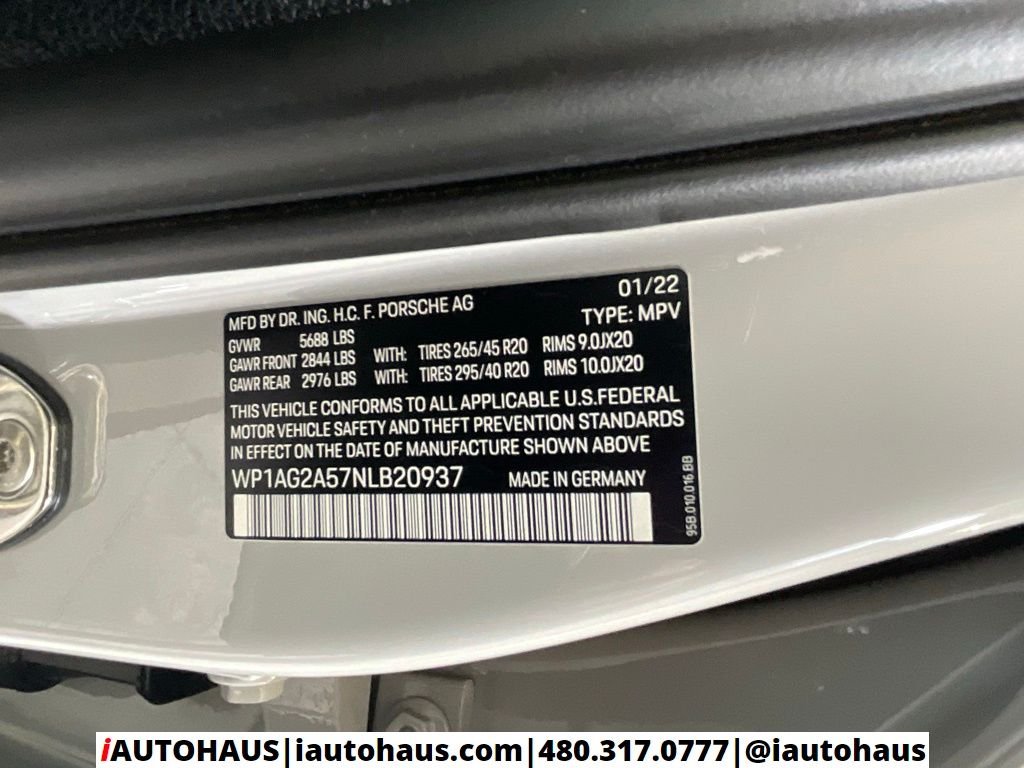 01/22
MFD BY DR. ING. H.C. F. PORSCHE AG TYPE: MPV
GVWR 5688 LBS
GAWR FRONT 2844 LBS WITH: TIRES 265/45 R20 RIMS 9.0JX20
GAWR REAR 2976 LBS WITH: TIRES 295/40 R20 RIMS 10.0JX20
THIS VEHICLE CONFORMS TO ALL APPLICABLE U.S.FEDERAL
MOTOR VEHICLE SAFETY AND THEFT PREVENTION STANDARDS
IN EFFECT ON THE DATE OF MANUFACTURE SHOWN ABOVE
WP1AG2A57NLB20937 MADE IN GERMANY
95B.010.016.BB
iAUTOHAUS|iautohaus.com|480.317.0777|@iautohaus